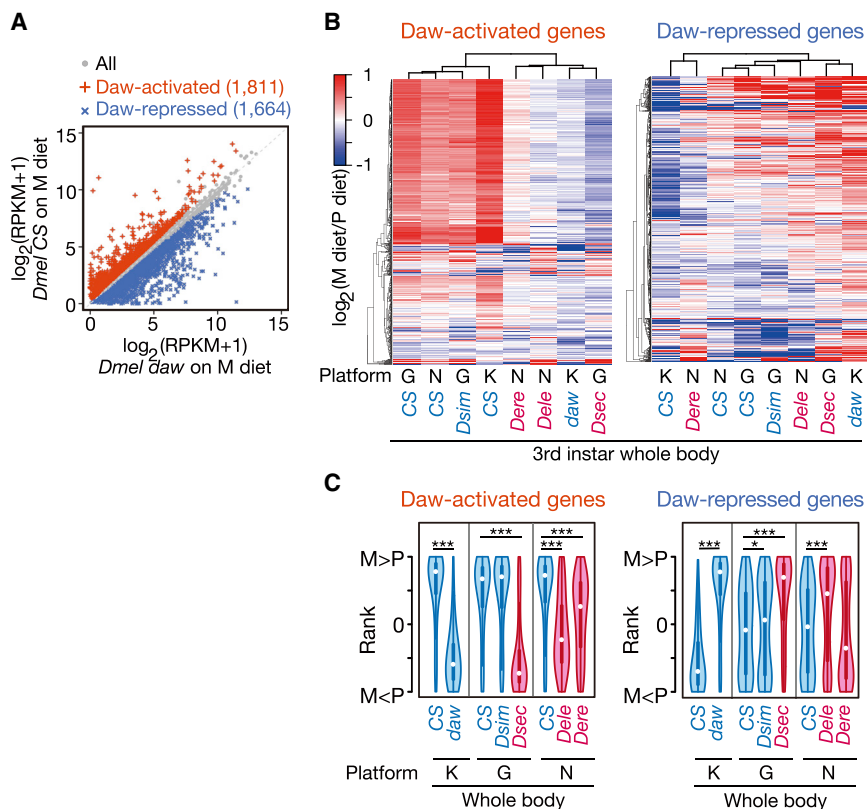 A
All
Daw-activated (1,811)
Daw-repressed (1,664)
15
10
5
0
log2(RPKM+1)
Dmel CS on M diet
0 5 10 15
log2(RPKM+1)
Dmel daw on M diet
B
Daw-activated genes
Daw-repressed genes
1
0
-1
log2(M diet/P diet)
Platform G N G K N N K G
K N N G G N G K
CS CS Dsim CS Dere Dele daw Dsec
CS Dere CS CS Dsim Dele Dsec daw
3rd instar whole body
C
Daw-activated genes
Daw-repressed genes
M>P
0
M<P
Rank
*** *** *** ***
CS daw CS Dsim Dsec CS Dele Dere
M>P
0
M<P
Rank
*** *** * ***
CS daw CS Dsim Dsec CS Dele Dere
Platform K G N
K G N
Whole body
Whole body